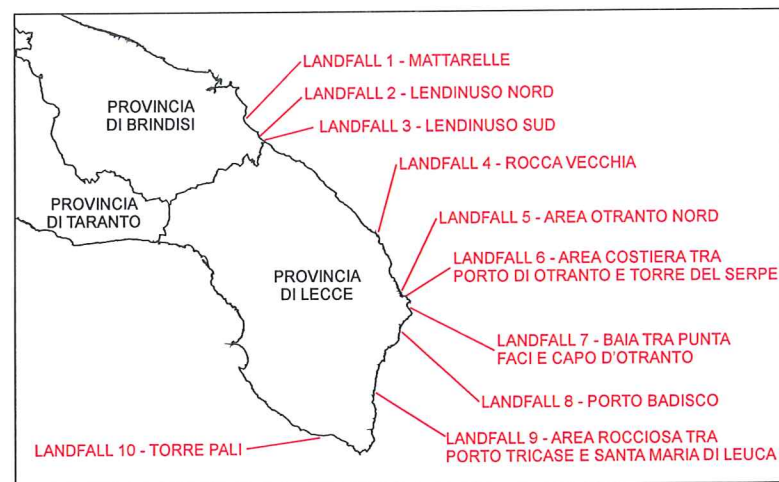 LANDFALL 1 - MATTARELLE
LANDFALL 2 - LENDINUSO NORD
PROVINCIA
DI BRINDISI
LANDFALL 3 - LENDINUSO SUD
LANDFALL 4 - ROCCA VECCHIA
PROVINCIA
DI TARANTO
LANDFALL 5 - AREA OTRANTO NORD
LANDFALL 6 - AREA COSTIERA TRA
PORTO DI OTRANTO E TORRE DEL SERPE
PROVINCIA
DI LECCE
LANDFALL 7 - BAIA TRA PUNTA
FACI E CAPO D'OTRANTO
LANDFALL 8 - PORTO BADISCO
LANDFALL 9 - AREA ROCCIOSA TRA
PORTO TRICASE E SANTA MARIA DI LEUCA
LANDFALL 10 - TORRE PALI